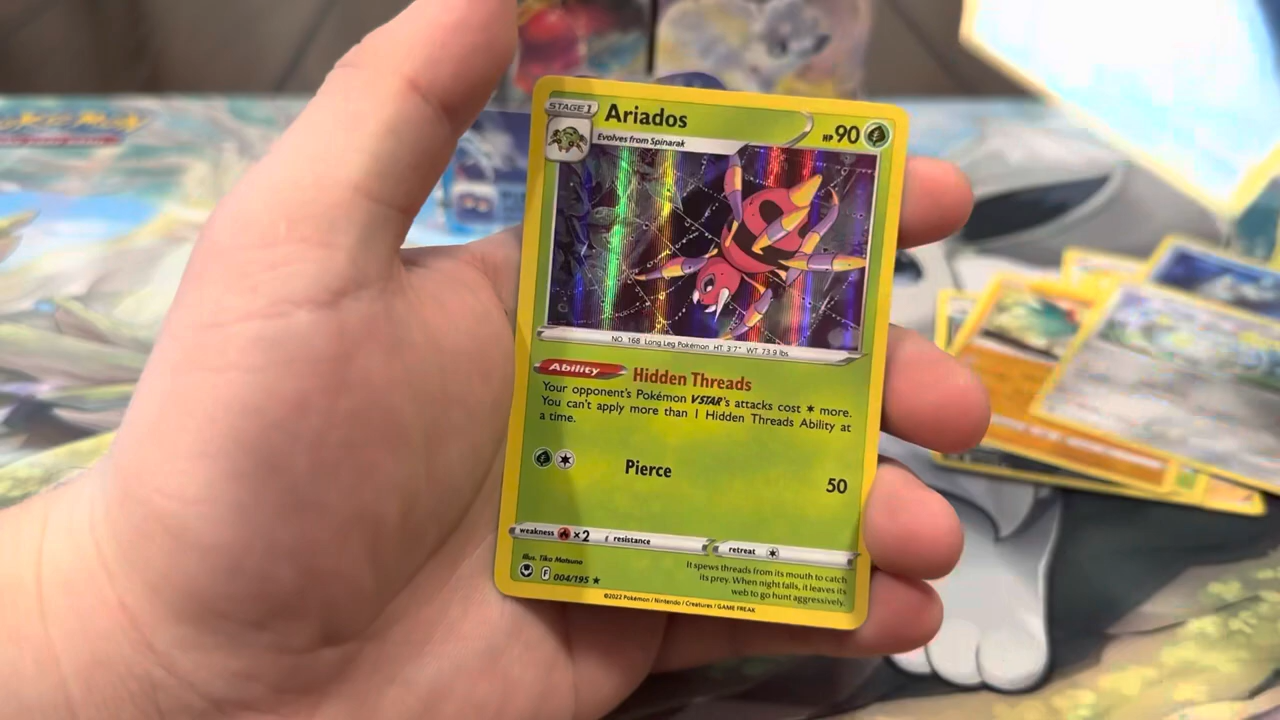 Pokémon
STAGE 1
Ariados
HP 90
Evolves from Spinarak
NO. 168 Long Leg Pokémon HT: 3'7" WT: 73.9 lbs
Ability Hidden Threads
Your opponent's Pokémon VSTAR's attacks cost more.
You can't apply more than 1 Hidden Threads Ability at
a time.
Pierce
50
weakness ×2 resistance
retreat
Illus. Tika Matsuno
F 004/195 ★
It spews threads from its mouth to catch
its prey. When night falls, it leaves its
web to go hunt aggressively.
©2022 Pokémon / Nintendo / Creatures / GAME FREAK